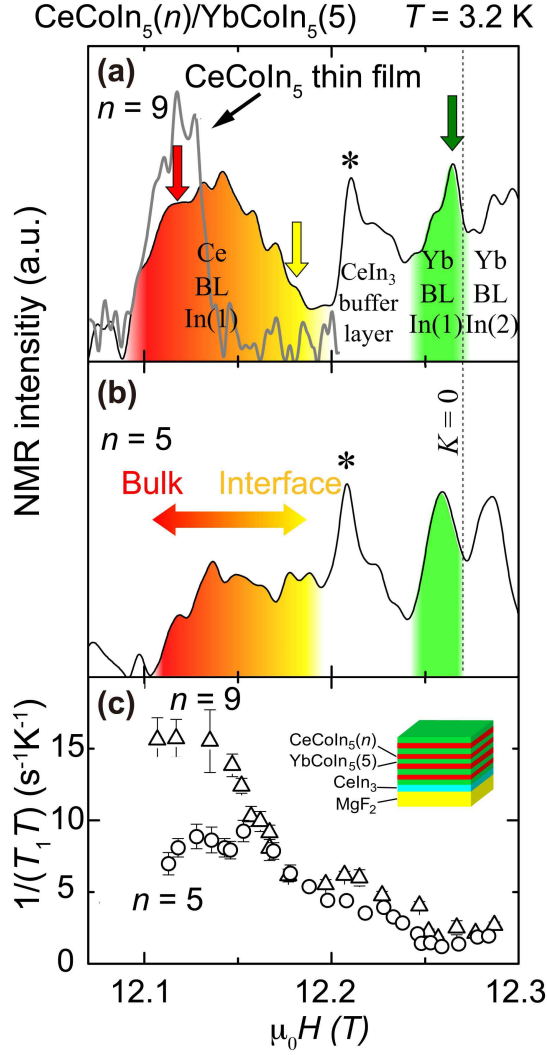 CeCoIn₅(n)/YbCoIn₅(5) T = 3.2 K
(a)
CeCoIn₅ thin film
n = 9
*
Ce
BL
In(1)
CeIn₃
buffer
layer
Yb
BL
In(1)
Yb
BL
In(2)
NMR intensitiy (a.u.)
(b)
n = 5
*
K = 0
Bulk Interface
(c)
n = 9
15
10
5
0
1/(T₁T) (s⁻¹K⁻¹)
CeCoIn₅(n)
YbCoIn₅(5)
CeIn₃
MgF₂
n = 5
12.1 12.2 12.3
μ₀H (T)